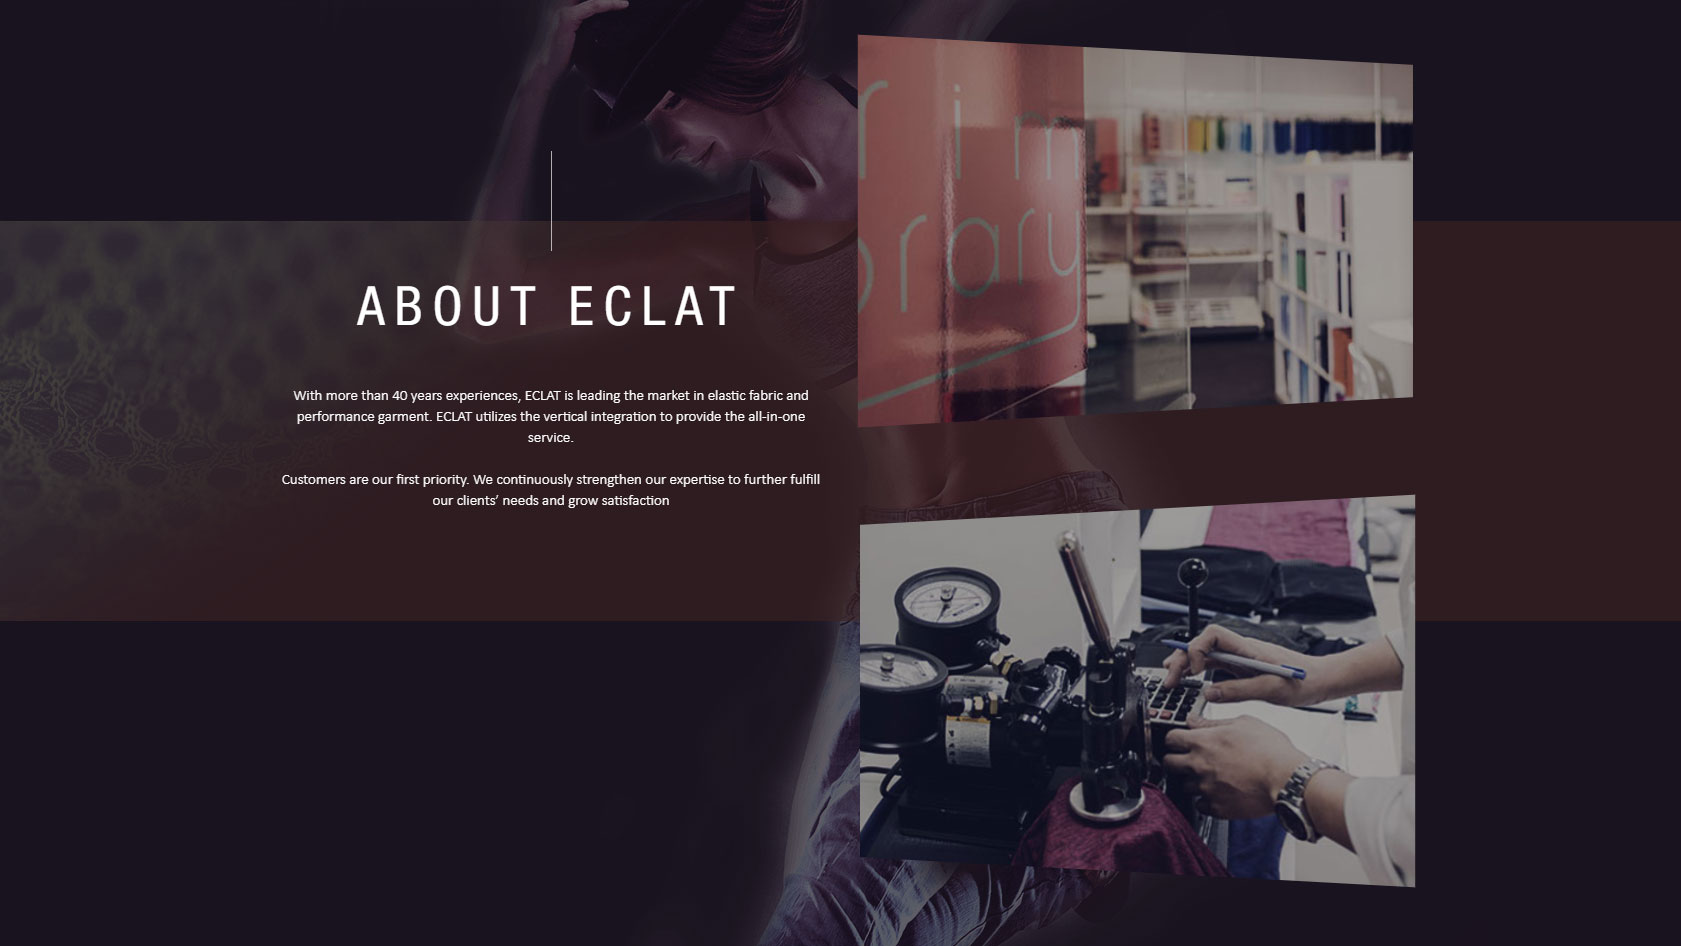 ABOUT ECLAT
With more than 40 years experiences, ECLAT is leading the market in elastic fabric and
performance garment. ECLAT utilizes the vertical integration to provide the all-in-one
service.
Customers are our first priority. We continuously strengthen our expertise to further fulfill
our clients’ needs and grow satisfaction
rim
brary